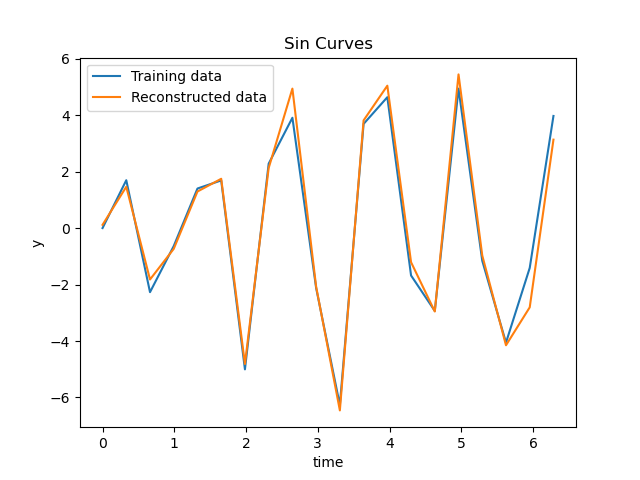 Sin Curves
Training data
Reconstructed data
6
4
2
0
−2
−4
−6
y
0 1 2 3 4 5 6
time